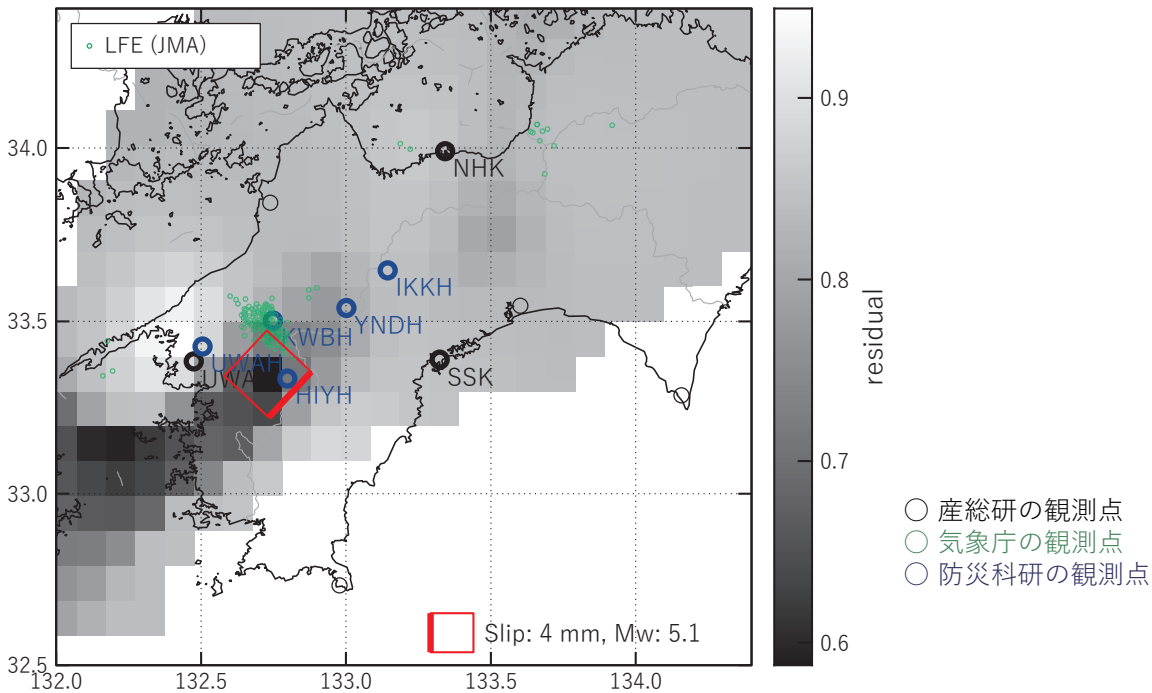 LFE (JMA)
34.0
33.5
33.0
32.5
132.0
132.5
133.0
133.5
134.0
NHK
IKKH
YNDH
KWBH
UWAH
UWA
HIYH
SSK
Slip: 4 mm, Mw: 5.1
0.9
0.8
0.7
0.6
residual
産総研の観測点
気象庁の観測点
防災科研の観測点